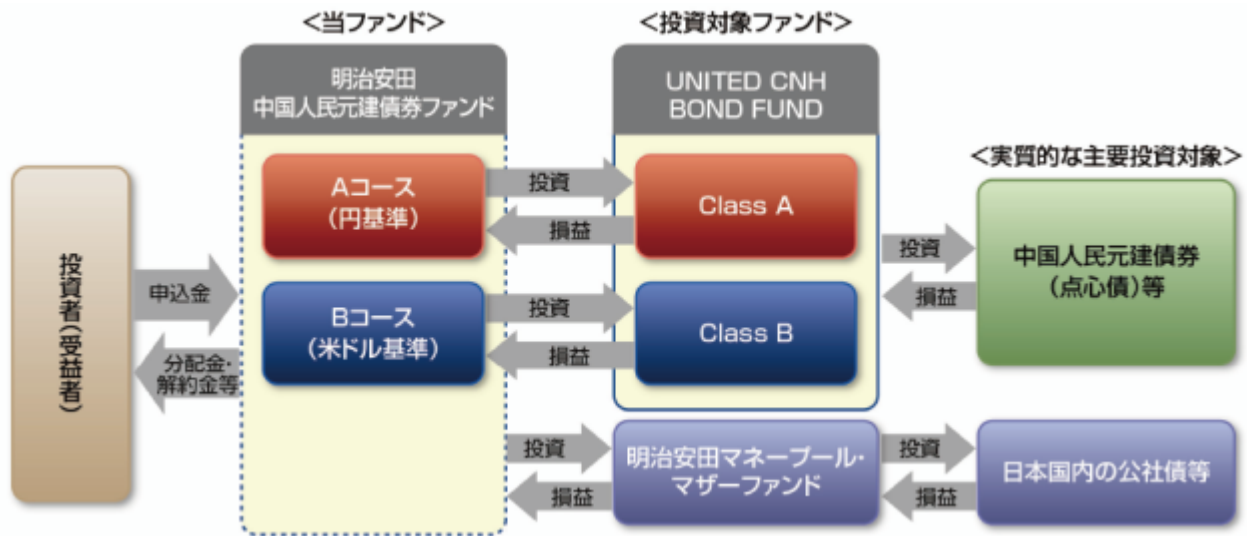 ＜当ファンド＞
＜投資対象ファンド＞
明治安田
中国人民元建債券ファンド
UNITED CNH
BOND FUND
＜実質的な主要投資対象＞
投資者(受益者)
申込金
分配金・
解約金等
Aコース
(円基準)
投資
損益
Class A
Bコース
(米ドル基準)
投資
損益
Class B
投資
損益
中国人民元建債券
(点心債)等
投資
損益
明治安田マネープール・
マザーファンド
投資
損益
日本国内の公社債等